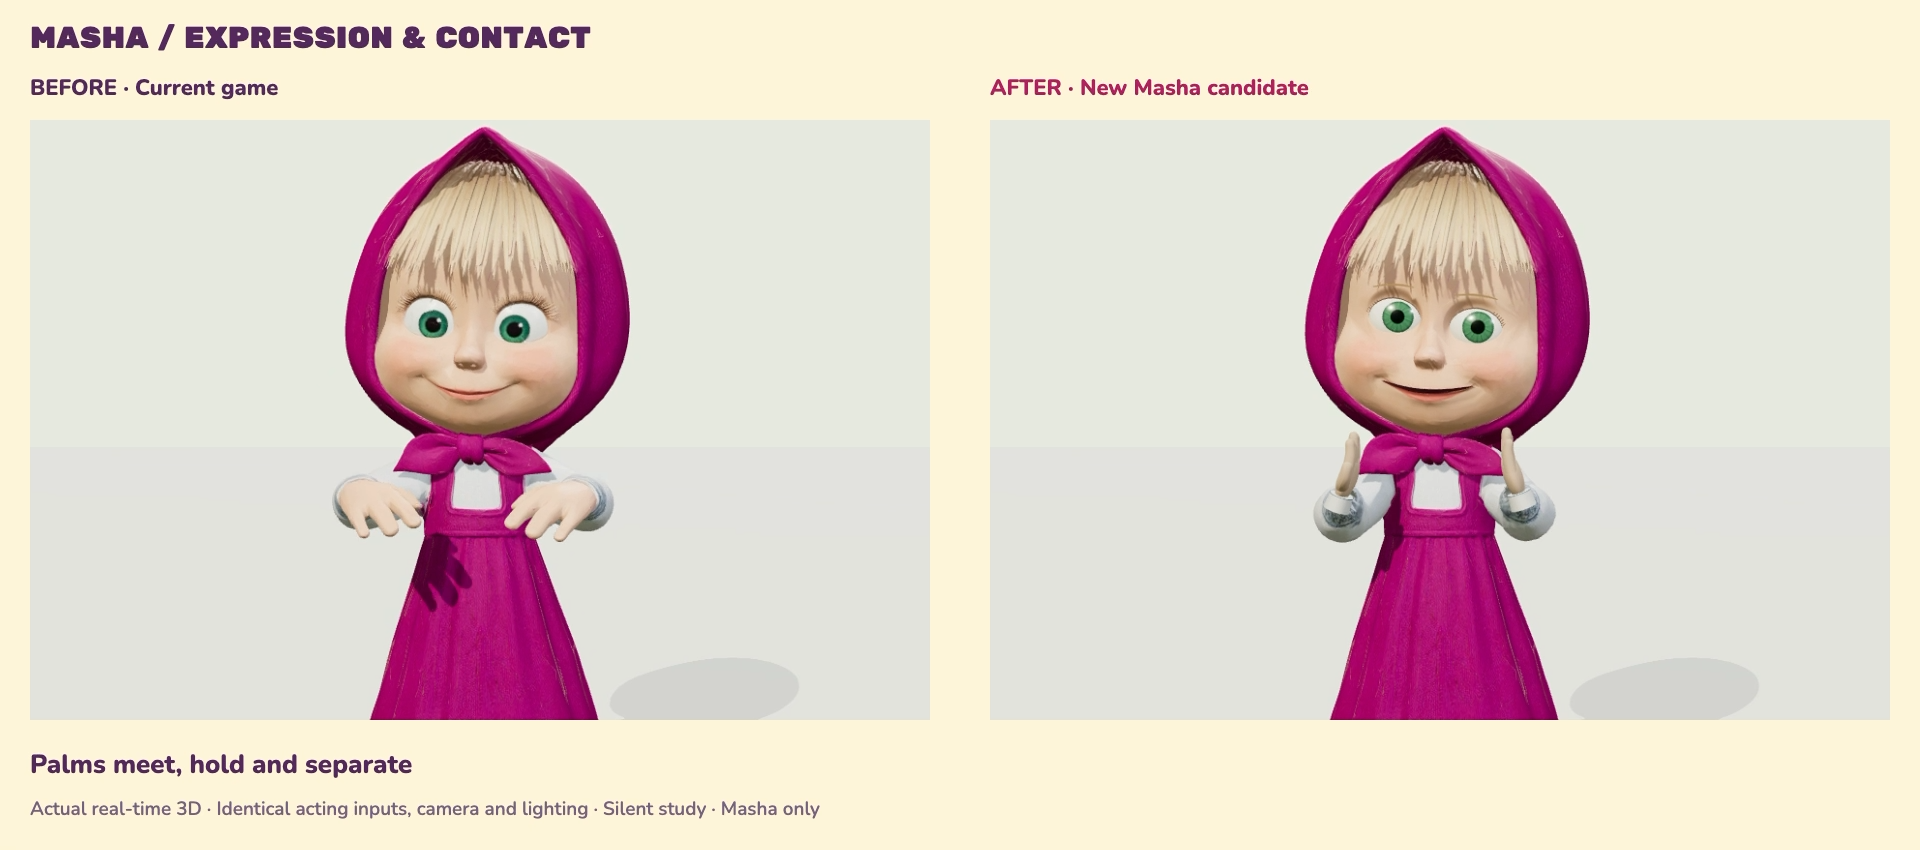 MASHA / EXPRESSION & CONTACT
BEFORE · Current game
AFTER · New Masha candidate
Palms meet, hold and separate
Actual real-time 3D · Identical acting inputs, camera and lighting · Silent study · Masha only